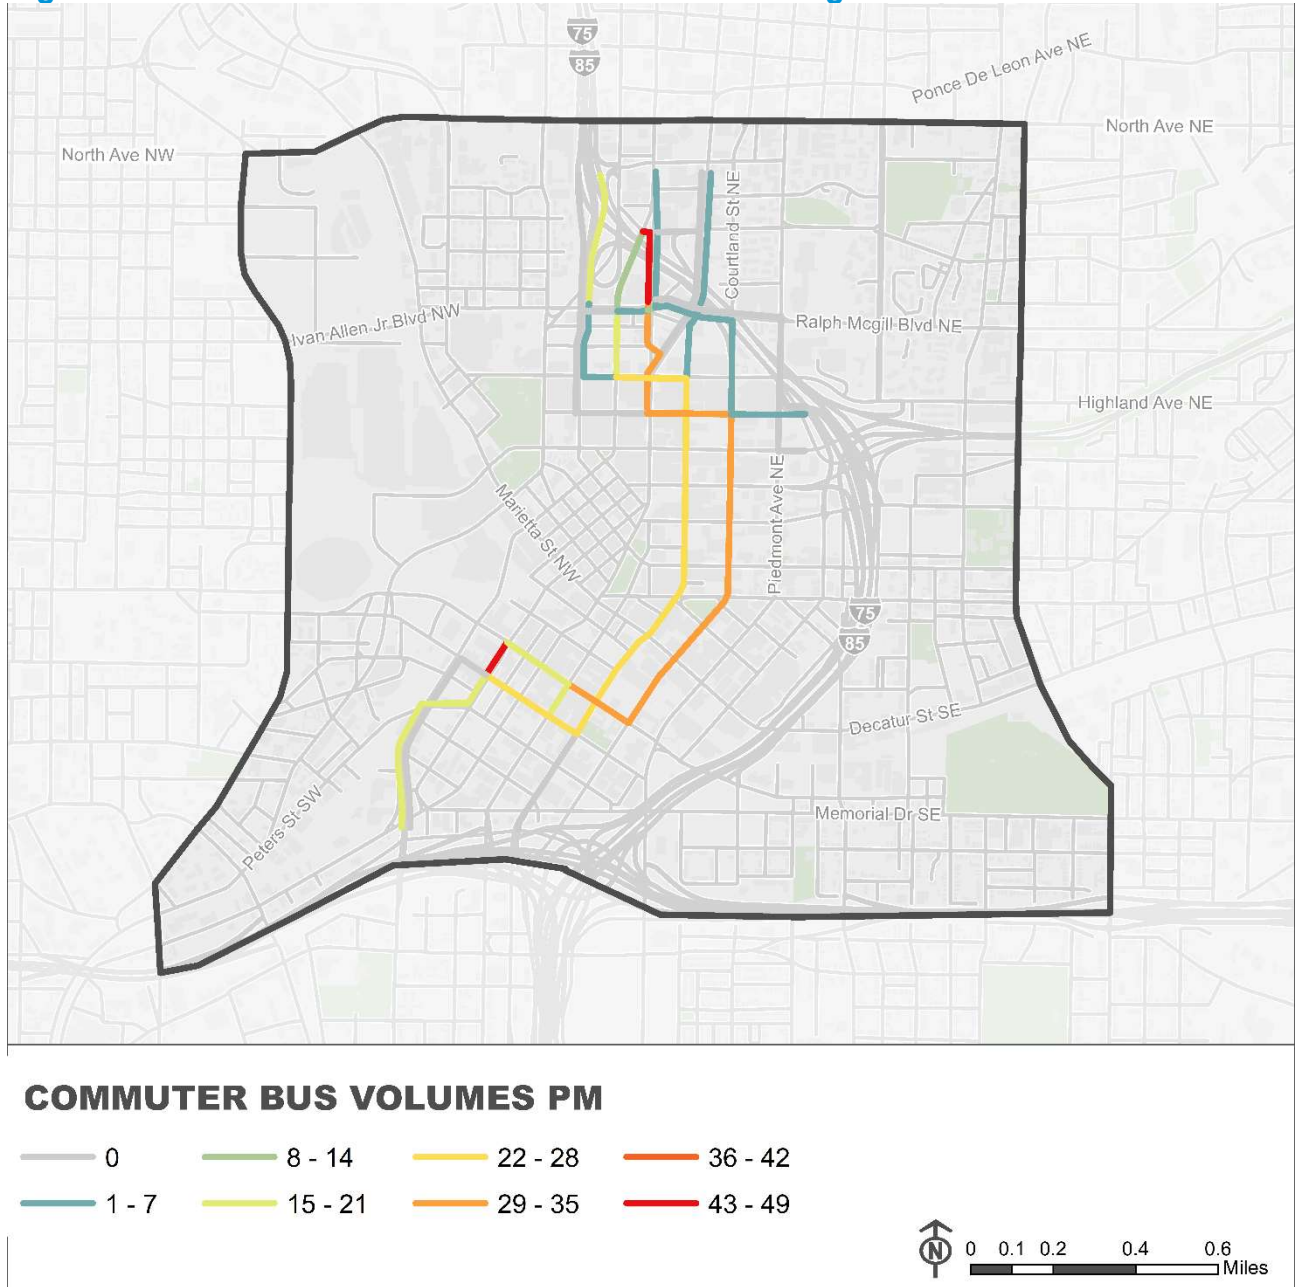 75
85
Ponce De Leon Ave NE
North Ave NE
North Ave NW
Courtland St NE
Ivan Allen Jr Blvd NW
Ralph Mcgill Blvd NE
Highland Ave NE
Marietta St NW
Piedmont Ave NE
75
85
Decatur St SE
Peters St SW
Memorial Dr SE
COMMUTER BUS VOLUMES PM
0
8 - 14
22 - 28
36 - 42
1 - 7
15 - 21
29 - 35
43 - 49
N
0 0.1 0.2 0.4 0.6
Miles